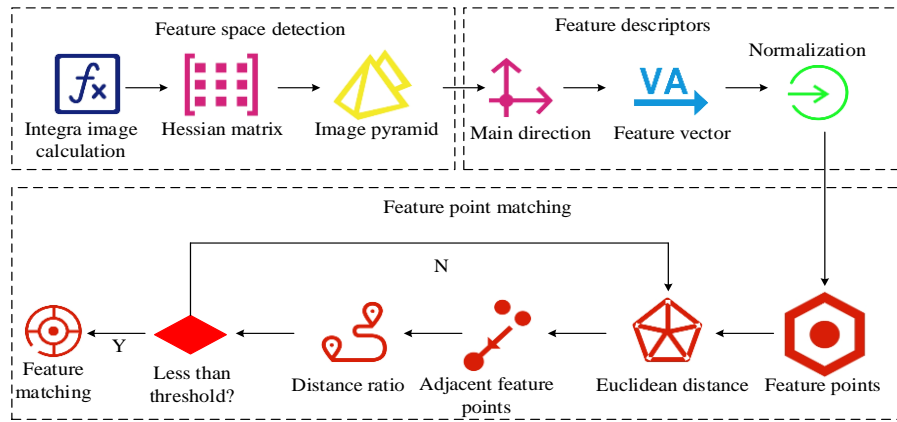 Feature space detection
Feature descriptors
Normalization
fx
VA
Integra image
calculation
Hessian matrix
Image pyramid
Main direction
Feature vector
Feature point matching
N
Y
Feature
matching
Less than
threshold?
Distance ratio
Adjacent feature
points
Euclidean distance
Feature points